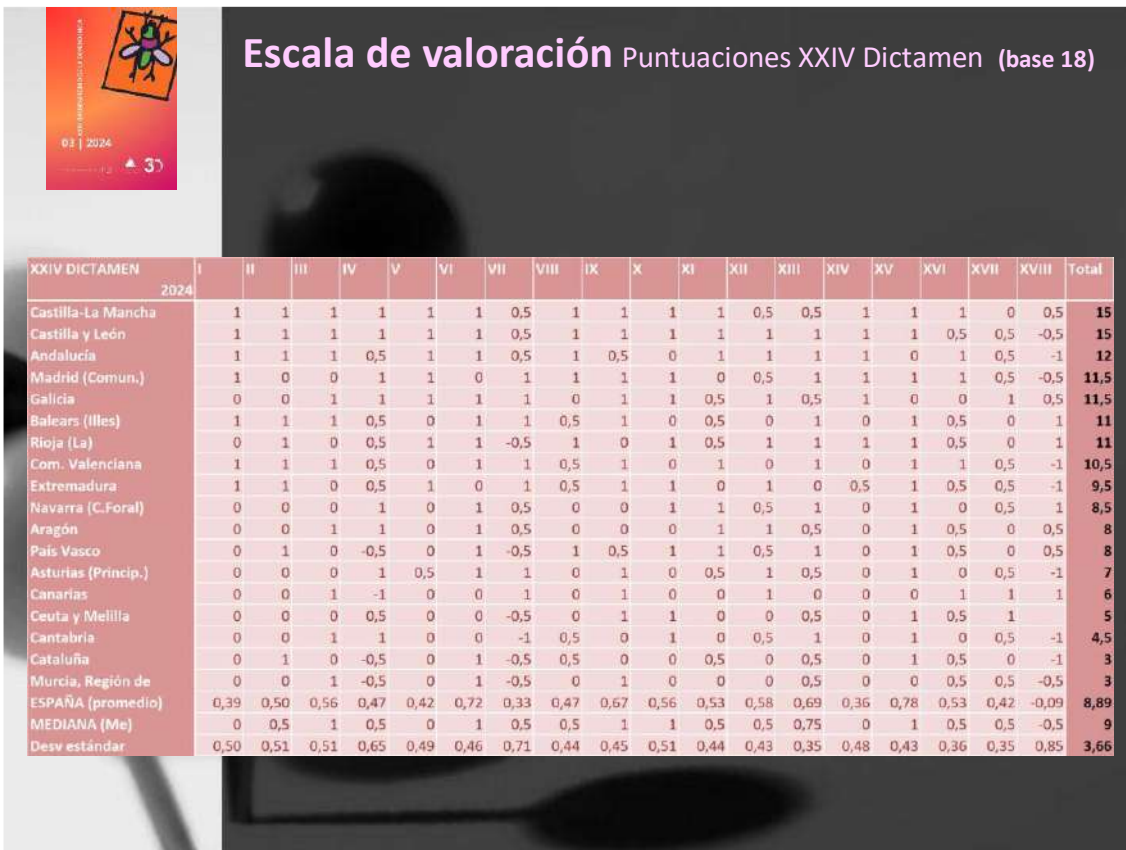 03 | 2024
Escala de valoración Puntuaciones XXIV Dictamen (base 18)
XXIV DICTAMEN I II III IV V VI VII VIII IX X XI XII XIII XIV XV XVI XVII XVIII Total
2024
Castilla-La Mancha 1 1 1 1 1 1 0,5 1 1 1 1 0,5 0,5 1 1 1 0 0,5 15
Castilla y León 1 1 1 1 1 1 0,5 1 1 1 1 1 1 1 1 0,5 0,5 -0,5 15
Andalucía 1 1 1 0,5 1 1 0,5 1 0,5 0 1 1 1 1 0 1 0,5 -1 12
Madrid (Comun.) 1 0 0 1 1 0 1 1 1 1 0 0,5 1 1 1 1 0,5 -0,5 11,5
Galicia 0 0 1 1 1 1 1 0 1 1 0,5 1 0,5 1 0 0 1 0,5 11,5
Balears (Illes) 1 1 1 0,5 0 1 1 0,5 1 0 0,5 0 1 0 1 0,5 0 1 11
Rioja (La) 0 1 0 0,5 1 1 -0,5 1 0 1 0,5 1 1 1 1 0,5 0 1 11
Com. Valenciana 1 1 1 0,5 0 1 1 0,5 1 0 1 0 1 0 1 1 0,5 -1 10,5
Extremadura 1 1 0 0,5 1 0 1 0,5 1 1 0 1 0 0,5 1 0,5 0,5 -1 9,5
Navarra (C.Foral) 0 0 0 1 0 1 0,5 0 0 1 1 0,5 1 0 1 0 0,5 1 8,5
Aragón 0 0 1 1 0 1 0,5 0 0 0 1 1 0,5 0 1 0,5 0 0,5 8
País Vasco 0 1 0 -0,5 0 1 -0,5 1 0,5 1 1 0,5 1 0 1 0,5 0 0,5 8
Asturias (Princip.) 0 0 0 1 0,5 1 1 0 1 0 0,5 1 0,5 0 1 0 0,5 -1 7
Canarias 0 0 1 -1 0 0 1 0 1 0 0 1 0 0 0 1 1 1 6
Ceuta y Melilla 0 0 0 0,5 0 0 -0,5 0 1 1 0 0 0,5 0 1 0,5 1 5
Cantabria 0 0 1 1 0 0 -1 0,5 0 1 0 0,5 1 0 1 0 0,5 -1 4,5
Cataluña 0 1 0 -0,5 0 1 -0,5 0,5 0 0 0,5 0 0,5 0 1 0,5 0 -1 3
Murcia, Región de 0 0 1 -0,5 0 1 -0,5 0 1 0 0 0 0,5 0 0 0,5 0,5 -0,5 3
ESPAÑA (promedio) 0,39 0,50 0,56 0,47 0,42 0,72 0,33 0,47 0,67 0,56 0,53 0,58 0,69 0,36 0,78 0,53 0,42 -0,09 8,89
MEDIANA (Me) 0 0,5 1 0,5 0 1 0,5 0,5 1 1 0,5 0,5 0,75 0 1 0,5 0,5 -0,5 9
Desv estándar 0,50 0,51 0,51 0,65 0,49 0,46 0,71 0,44 0,45 0,51 0,44 0,43 0,35 0,48 0,43 0,36 0,35 0,85 3,66